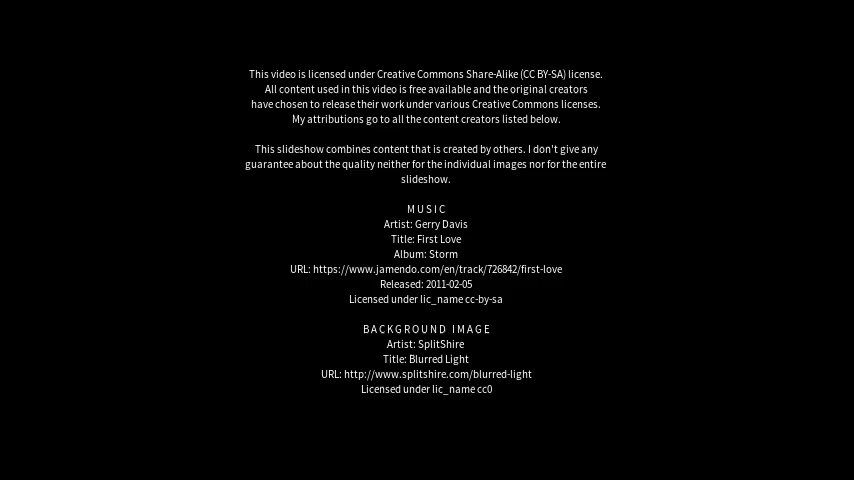 This video is licensed under Creative Commons Share-Alike (CC BY-SA) license.
All content used in this video is free available and the original creators
have chosen to release their work under various Creative Commons licenses.
My attributions go to all the content creators listed below.
This slideshow combines content that is created by others. I don't give any
guarantee about the quality neither for the individual images nor for the entire
slideshow.
MUSIC
Artist: Gerry Davis
Title: First Love
Album: Storm
URL: https://www.jamendo.com/en/track/726842/first-love
Released: 2011-02-05
Licensed under lic_name cc-by-sa
BACKGROUND IMAGE
Artist: SplitShire
Title: Blurred Light
URL: http://www.splitshire.com/blurred-light
Licensed under lic_name cc0